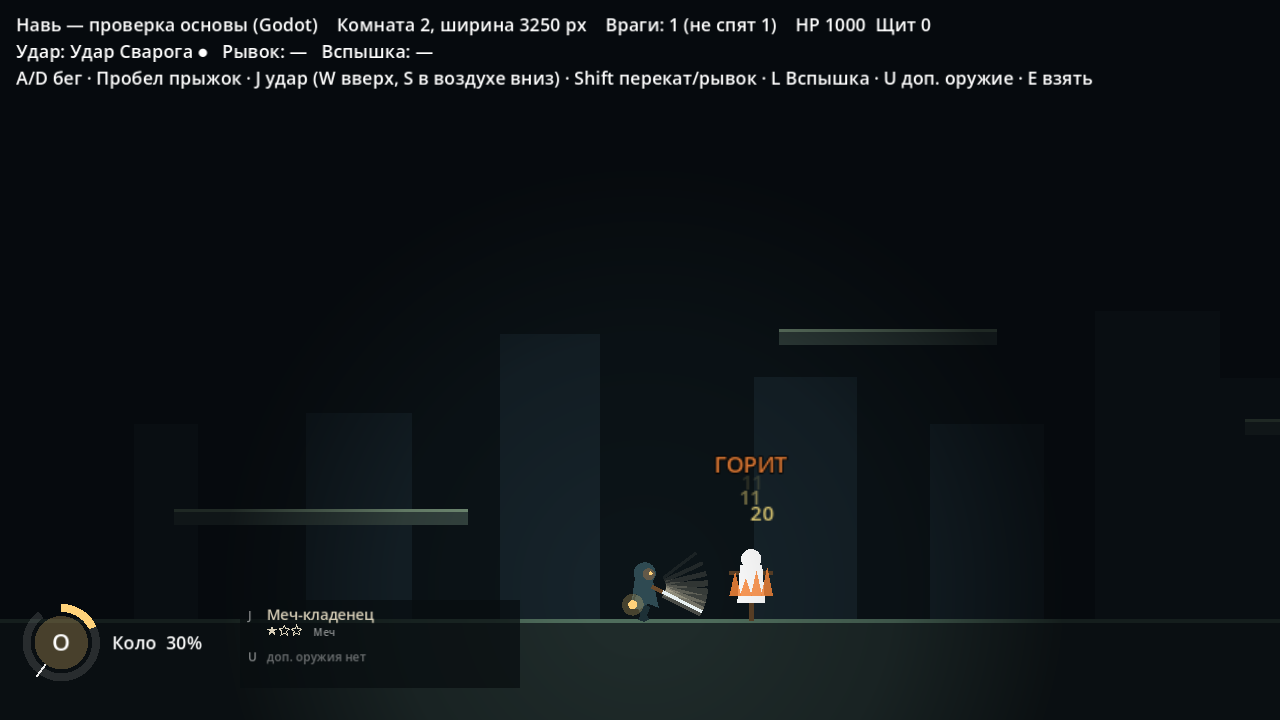 Навь — проверка основы (Godot) Комната 2, ширина 3250 px Враги: 1 (не спят 1) HP 1000 Щит 0
Удар: Удар Сварога ● Рывок: — Вспышка: —
A/D бег · Пробел прыжок · J удар (W вверх, S в воздухе вниз) · Shift перекат/рывок · L Вспышка · U доп. оружие · E взять
ГОРИТ
11
11
20
J Меч-кладенец
★☆☆ Меч
U доп. оружия нет
О Коло 30%